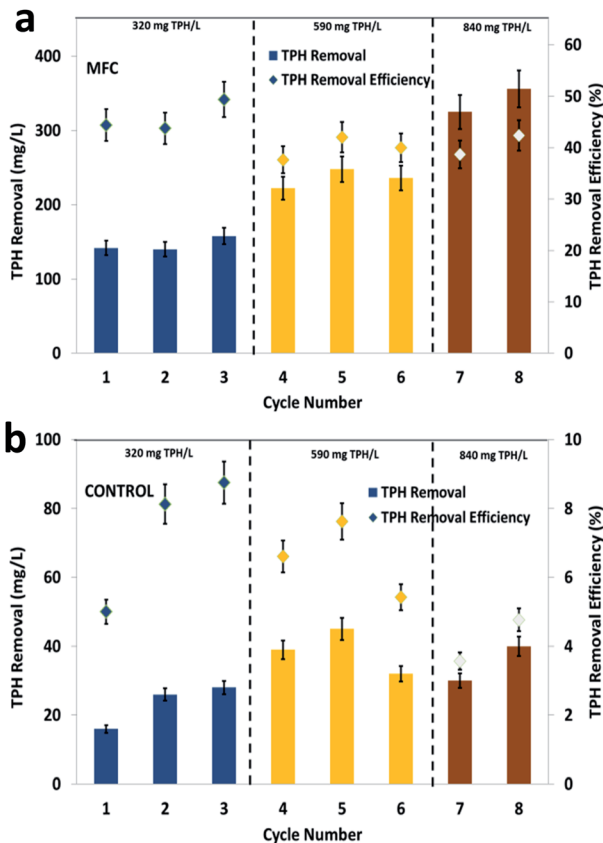 a
320 mg TPH/L 590 mg TPH/L 840 mg TPH/L
MFC
TPH Removal
TPH Removal Efficiency
TPH Removal (mg/L)
400
300
200
100
0
TPH Removal Efficiency (%)
60
50
40
30
20
10
0
1 2 3 4 5 6 7 8
Cycle Number
b
320 mg TPH/L 590 mg TPH/L 840 mg TPH/L
CONTROL
TPH Removal
TPH Removal Efficiency
TPH Removal (mg/L)
100
80
60
40
20
0
TPH Removal Efficiency (%)
10
8
6
4
2
0
1 2 3 4 5 6 7 8
Cycle Number